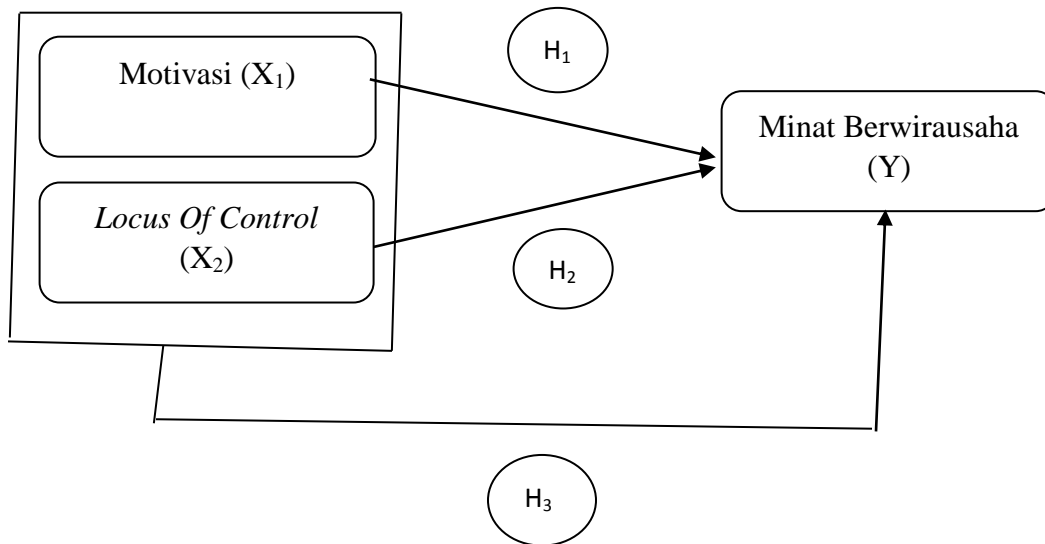 Motivasi (X₁)
H₁
Minat Berwirausaha
(Y)
Locus Of Control
(X₂)
H₂
H₃